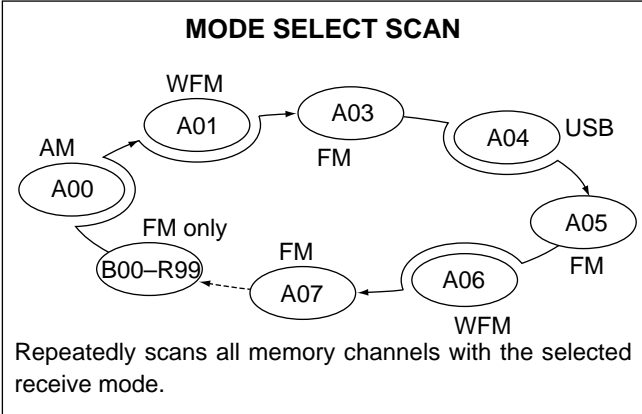 MODE SELECT SCAN
WFM
A01
A03
FM
A04
USB
AM
A00
A05
FM
FM only
B00–R99
FM
A07
A06
WFM
Repeatedly scans all memory channels with the selected
receive mode.